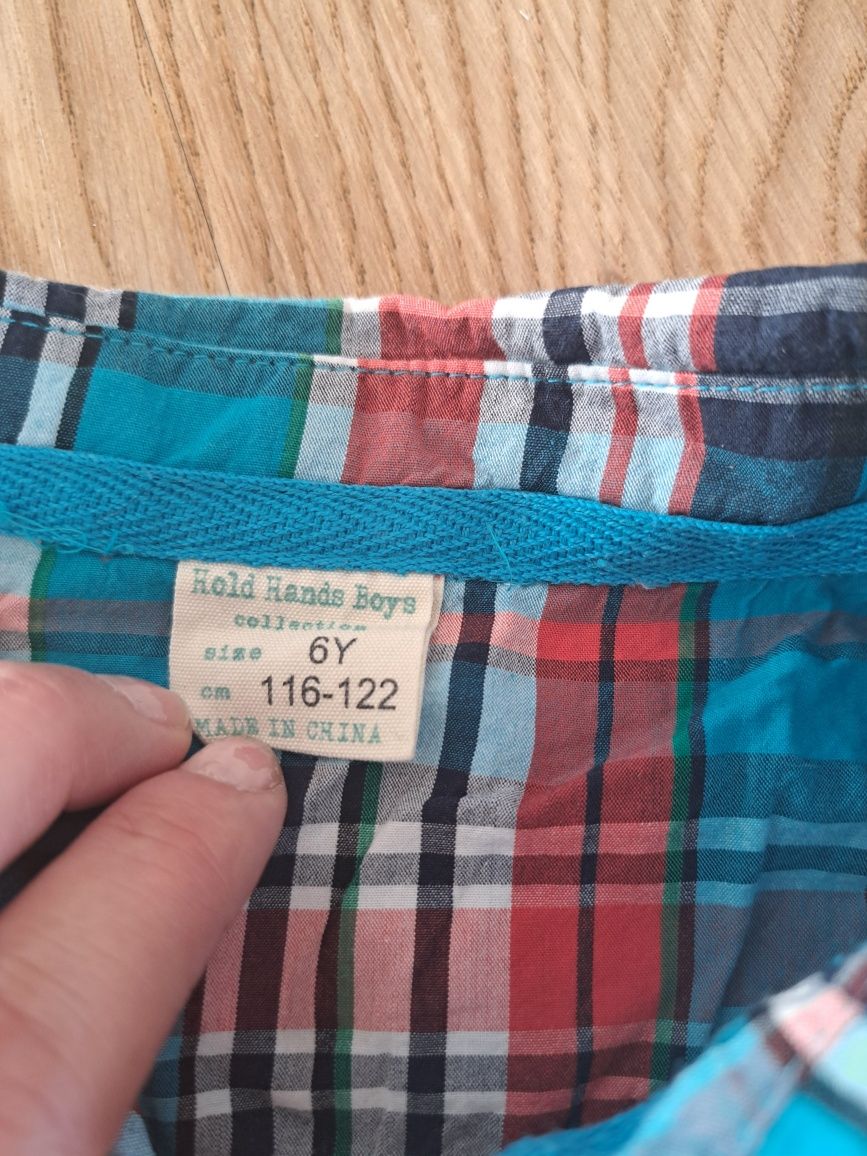 Hold Hands Boys
collection
size 6Y
cm 116-122
MADE IN CHINA